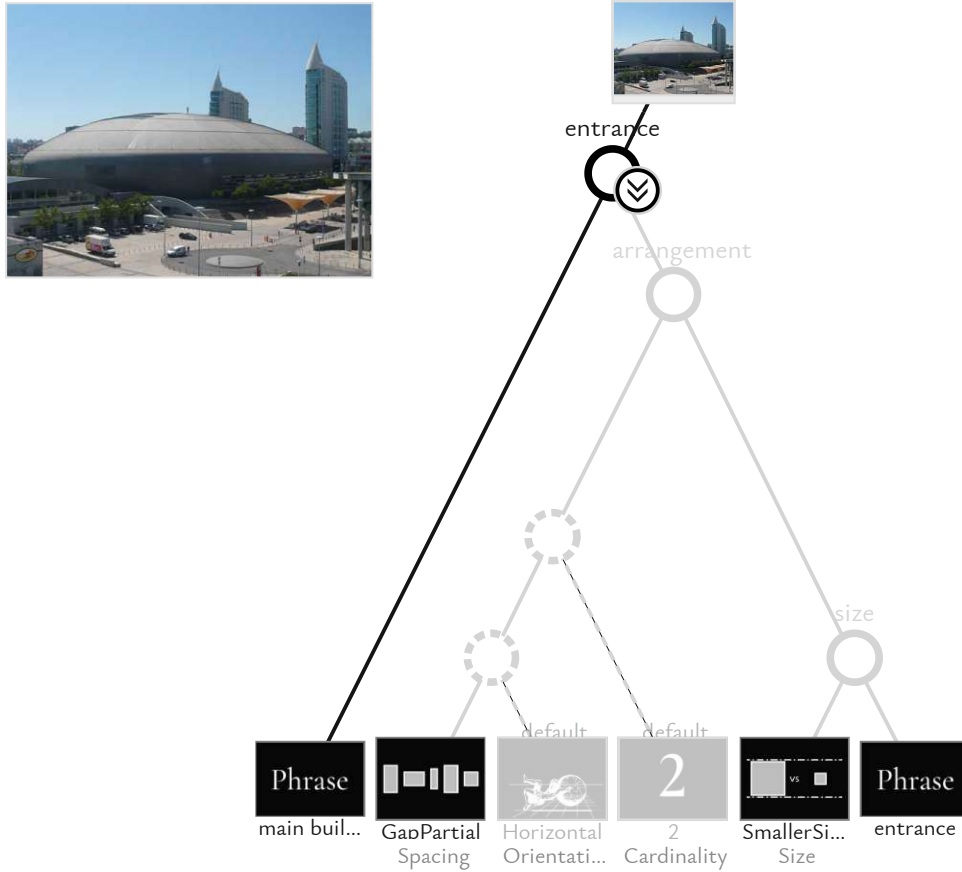 entrance
arrangement
size
default
default
Phrase
2
vs
Phrase
main buil...
GapPartial
Spacing
Horizontal
Orientati...
2
Cardinality
SmallerSi...
Size
entrance